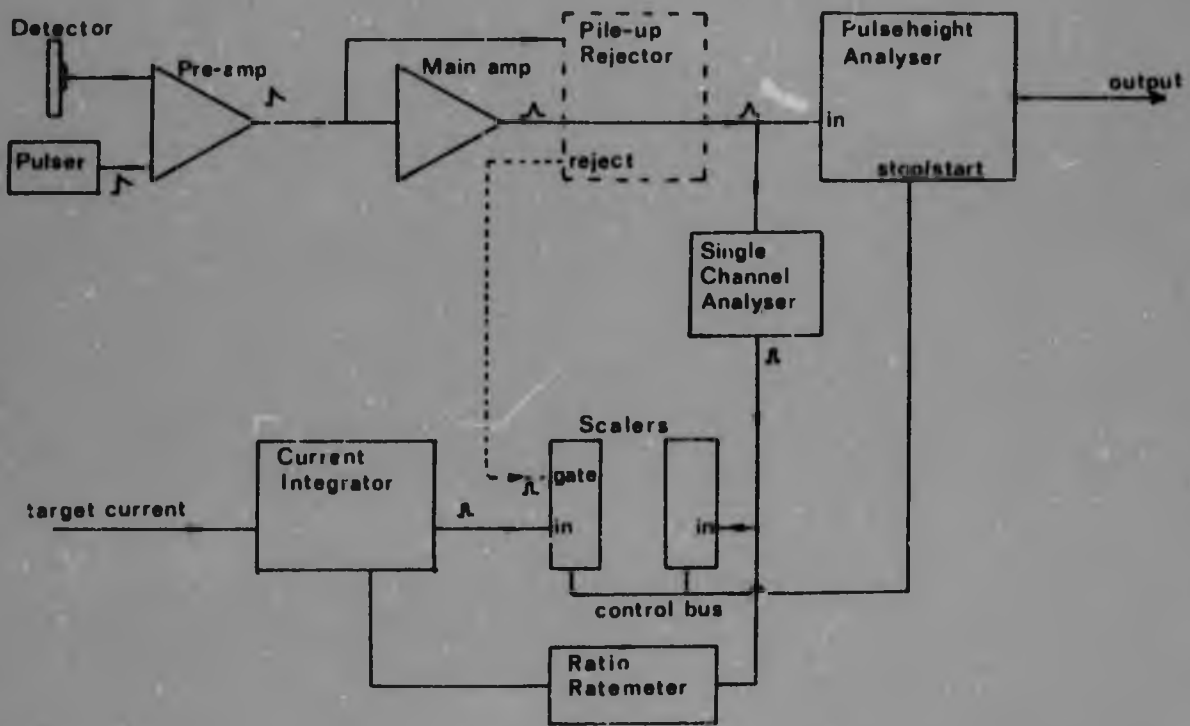 Detector
Pre-amp
Pulser
Main amp
Pile-up
Rejector
reject
Pulseheight
Analyser
in
stop/start
output
Single
Channel
Analyser
Scalers
gate
in
in
Current
Integrator
target current
control bus
Ratio
Ratemeter